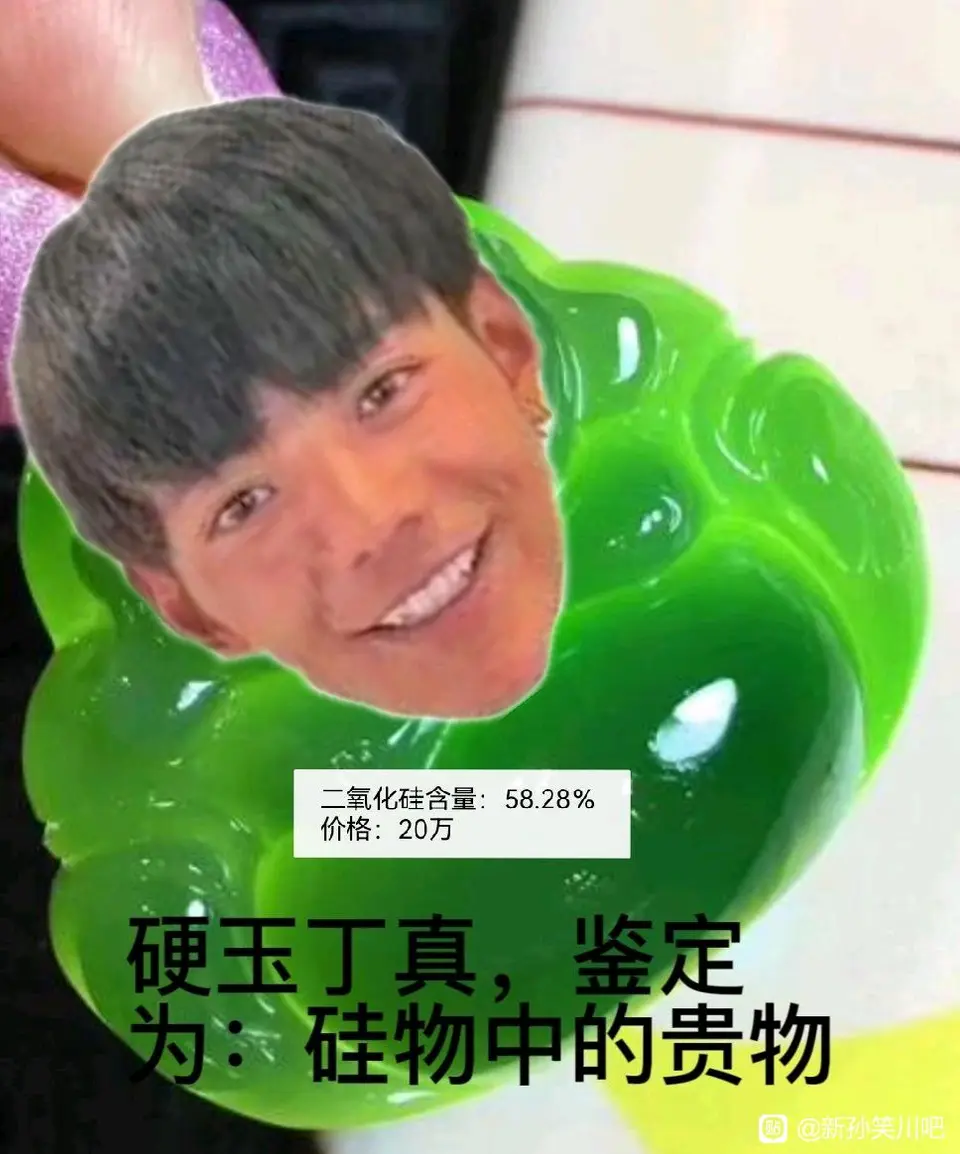 二氧化硅含量：58.28%
价格：20万
硬玉丁真，鉴定
为：硅物中的贵物
贴 @新孙笑川吧